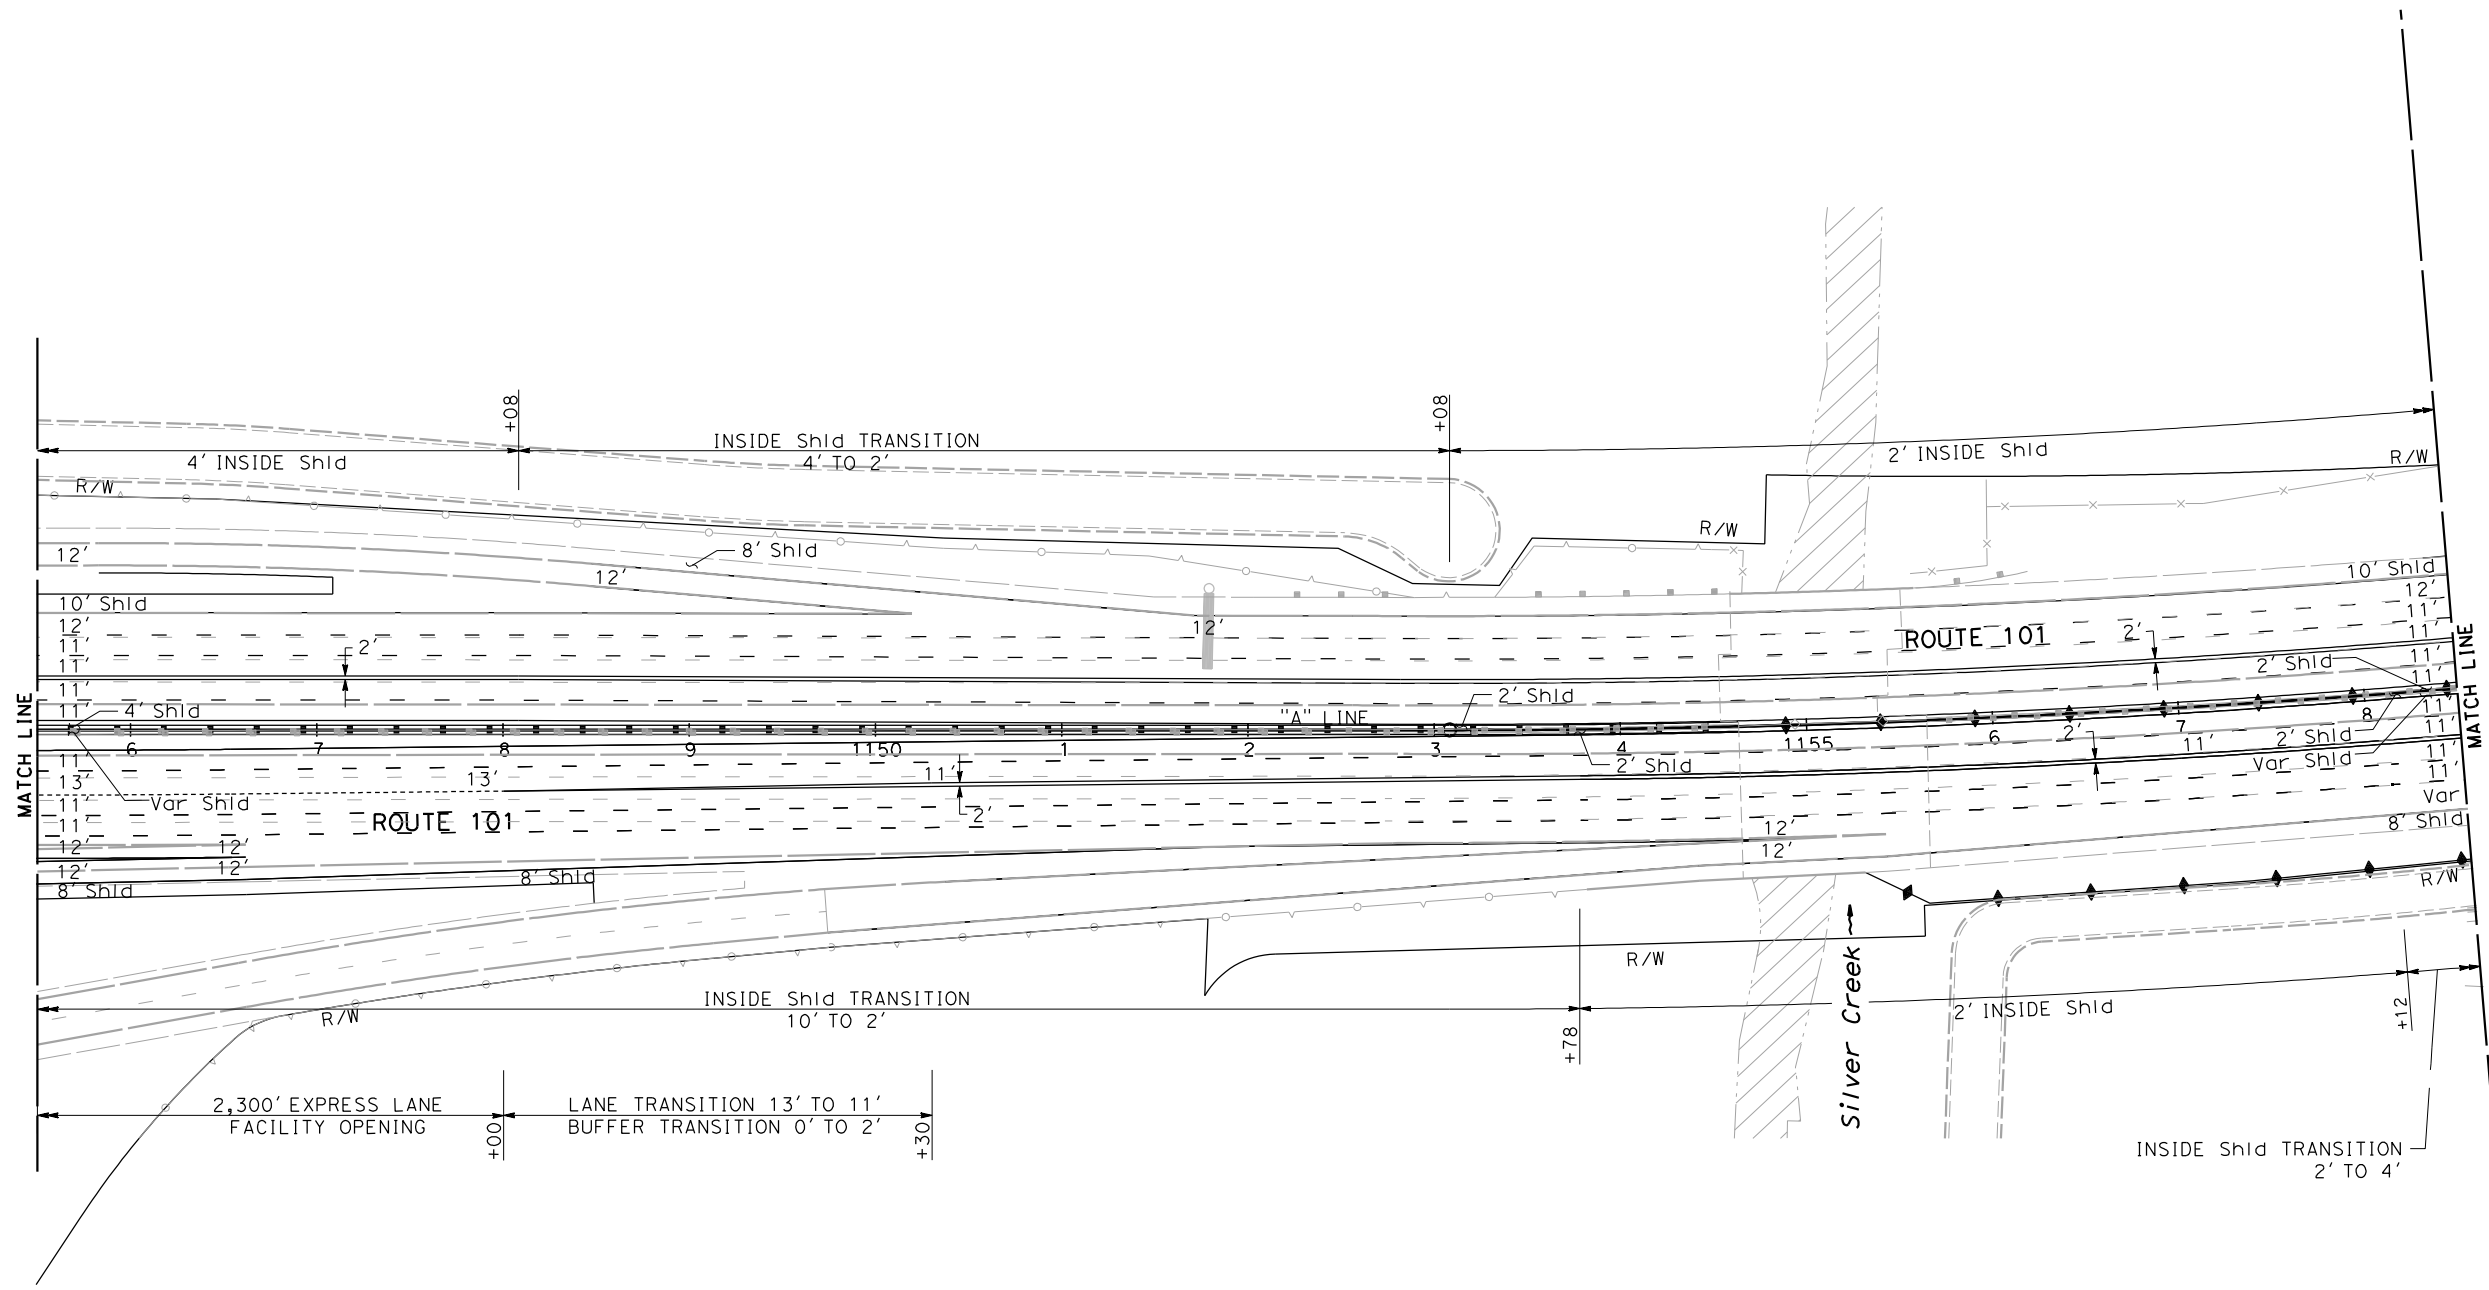 +08
+08
INSIDE Shld TRANSITION
4' TO 2'
4' INSIDE Shld
2' INSIDE Shld
R/W
R/W
R/W
8' Shld
12'
12'
10' Shld
10' Shld
12'
12'
12'
11'
11'
11'
11'
2'
ROUTE 101
2'
11'
11'
11'
11'
2' Shld
4' Shld
2' Shld
"A" LINE
MATCH LINE
MATCH LINE
6
7
8
9
1150
1
2
3
4
1155
6
7
8
2' Shld
2' Shld
Var Shld
2'
11'
11'
11'
11'
11'
11'
13'
13'
11'
2'
11'
11'
Var Shld
ROUTE 101
Var
8' Shld
12'
12'
12'
12'
12'
12'
8' Shld
8' Shld
R/W
R/W
R/W
INSIDE Shld TRANSITION
10' TO 2'
+78
2' INSIDE Shld
+12
Silver Creek
2,300' EXPRESS LANE
FACILITY OPENING
+00
LANE TRANSITION 13' TO 11'
BUFFER TRANSITION 0' TO 2'
+30
INSIDE Shld TRANSITION
2' TO 4'